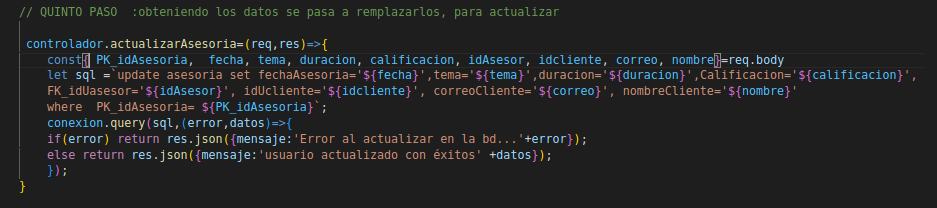 // QUINTO PASO  :obteniendo los datos se pasa a remplazarlos, para actualizar
controlador.actualizarAsesoria=(req,res)=>{
const{ PK_idAsesoria,  fecha, tema, duracion, calificacion, idAsesor, idcliente, correo, nombre}=req.body
let sql =`update asesoria set fechaAsesoria='${fecha}',tema='${tema}',duracion='${duracion}',Calificacion='${calificacion}',
FK_idUasesor='${idAsesor}', idUcliente='${idcliente}', correoCliente='${correo}', nombreCliente='${nombre}'
where  PK_idAsesoria= ${PK_idAsesoria}`;
conexion.query(sql,(error,datos)=>{
if(error) return res.json({mensaje:'Error al actualizar en la bd...'+error});
else return res.json({mensaje:'usuario actualizado con éxitos' +datos});
});
}